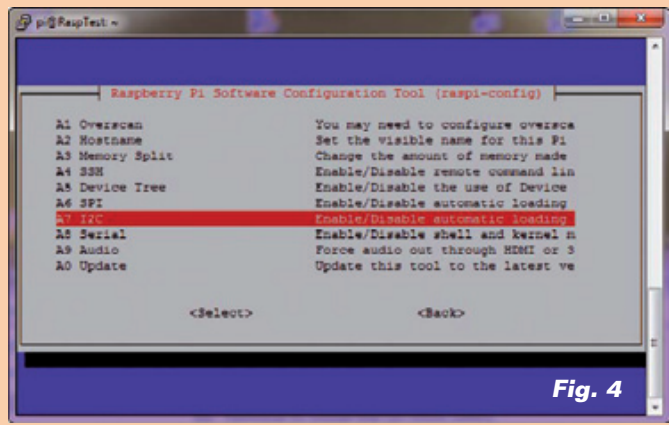 pi@RaspTest: ~
Raspberry Pi Software Configuration Tool (raspi-config)
A1 Overscan You may need to configure oversca
A2 Hostname Set the visible name for this Pi
A3 Memory Split Change the amount of memory made
A4 SSH Enable/Disable remote command lin
A5 Device Tree Enable/Disable the use of Device
A6 SPI Enable/Disable automatic loading
A7 I2C Enable/Disable automatic loading
A8 Serial Enable/Disable shell and kernel m
A9 Audio Force audio out through HDMI or 3
A0 Update Update this tool to the latest ve
<Select> <Back>
Fig. 4